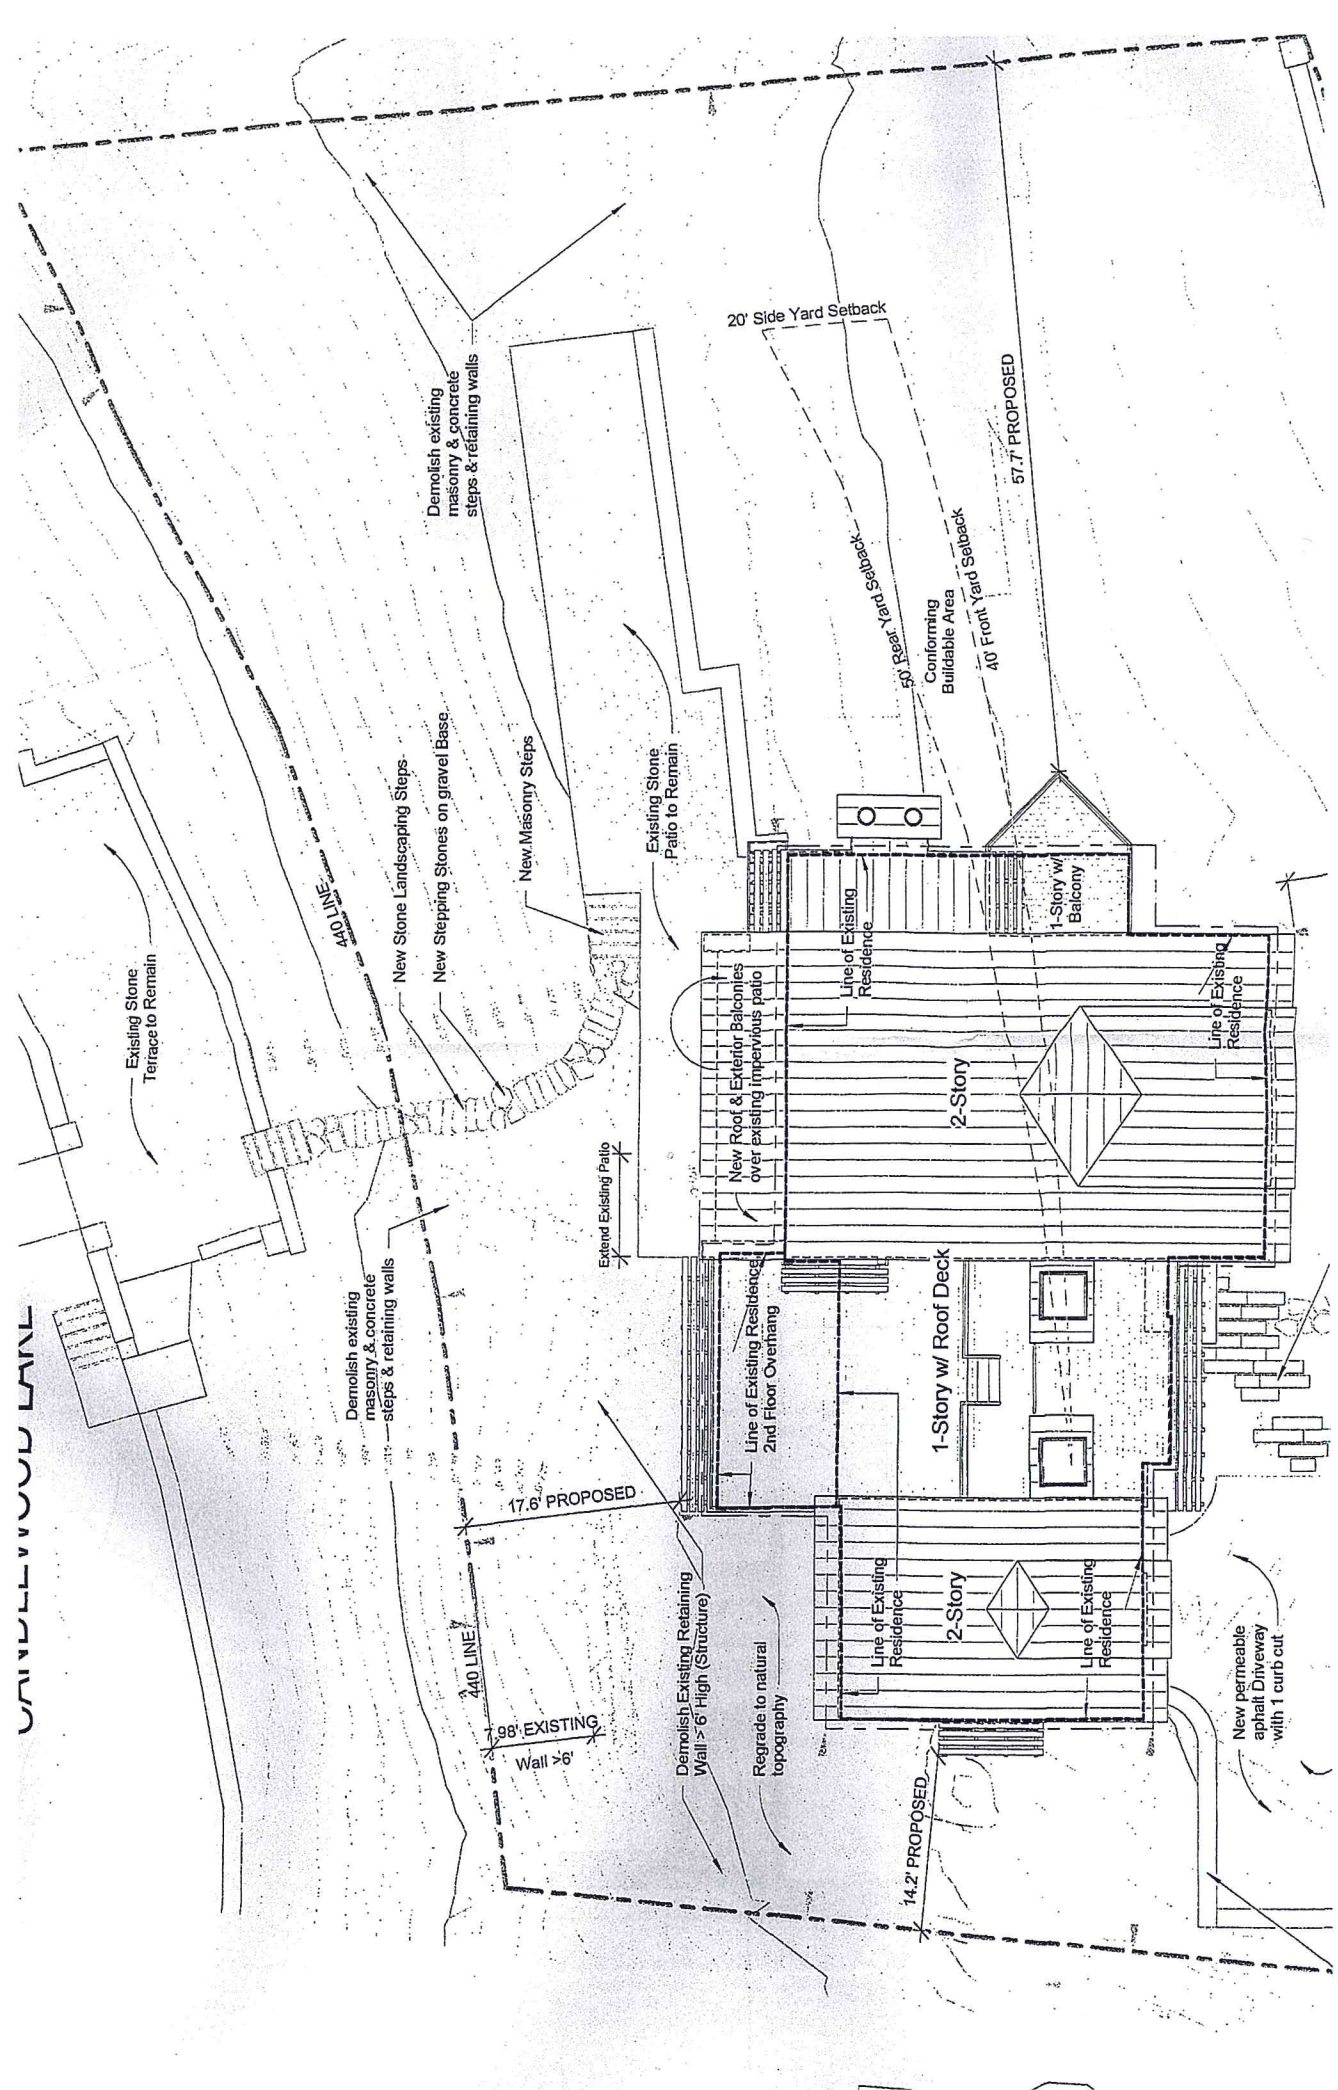 CANDLEWOOD LAKE
Existing Stone
Terrace to Remain
440 LINE
New Stone Landscaping Steps
New Stepping Stones on gravel Base
New Masonry Steps
Demolish existing
masonry & concrete
steps & retaining walls
Demolish existing
masonry & concrete
steps & retaining walls
Existing Stone
Patio to Remain
Extend Existing Patio
20' Side Yard Setback
50' Rear Yard Setback
Conforming
Buildable Area
40' Front Yard Setback
57.7' PROPOSED
17.6' PROPOSED
440 LINE
7.98' EXISTING
Wall >6'
Demolish Existing Retaining
Wall > 6' High (Structure)
Regrade to natural
topography
14.2' PROPOSED
New Roof & Exterior Balconies
over existing impervious patio
Line of Existing
Residence
Line of Existing Residence
2nd Floor Overhang
1-Story w/
Balcony
2-Story
Line of Existing
Residence
1-Story w/ Roof Deck
Line of Existing
Residence
2-Story
Line of Existing
Residence
New permeable
aphalt Driveway
with 1 curb cut